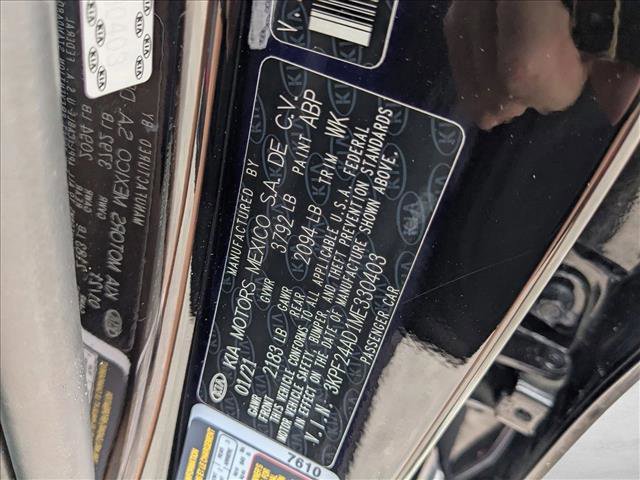 KIA
MANUFACTURED BY
KIA MOTORS MEXICO S.A. DE C.V.
01/21 GVWR 3792 LB PAINT ABP
GAWR FRONT 2183 LB GAWR REAR 2094 LB TRIM WK
THIS VEHICLE CONFORMS TO ALL APPLICABLE U.S.A. FEDERAL
MOTOR VEHICLE SAFETY, BUMPER, AND THEFT PREVENTION STANDARDS
IN EFFECT ON THE DATE OF MANUFACTURE SHOWN ABOVE.
V.I.N. 3KPF24AD1ME330403
PASSENGER CAR
7610
V.